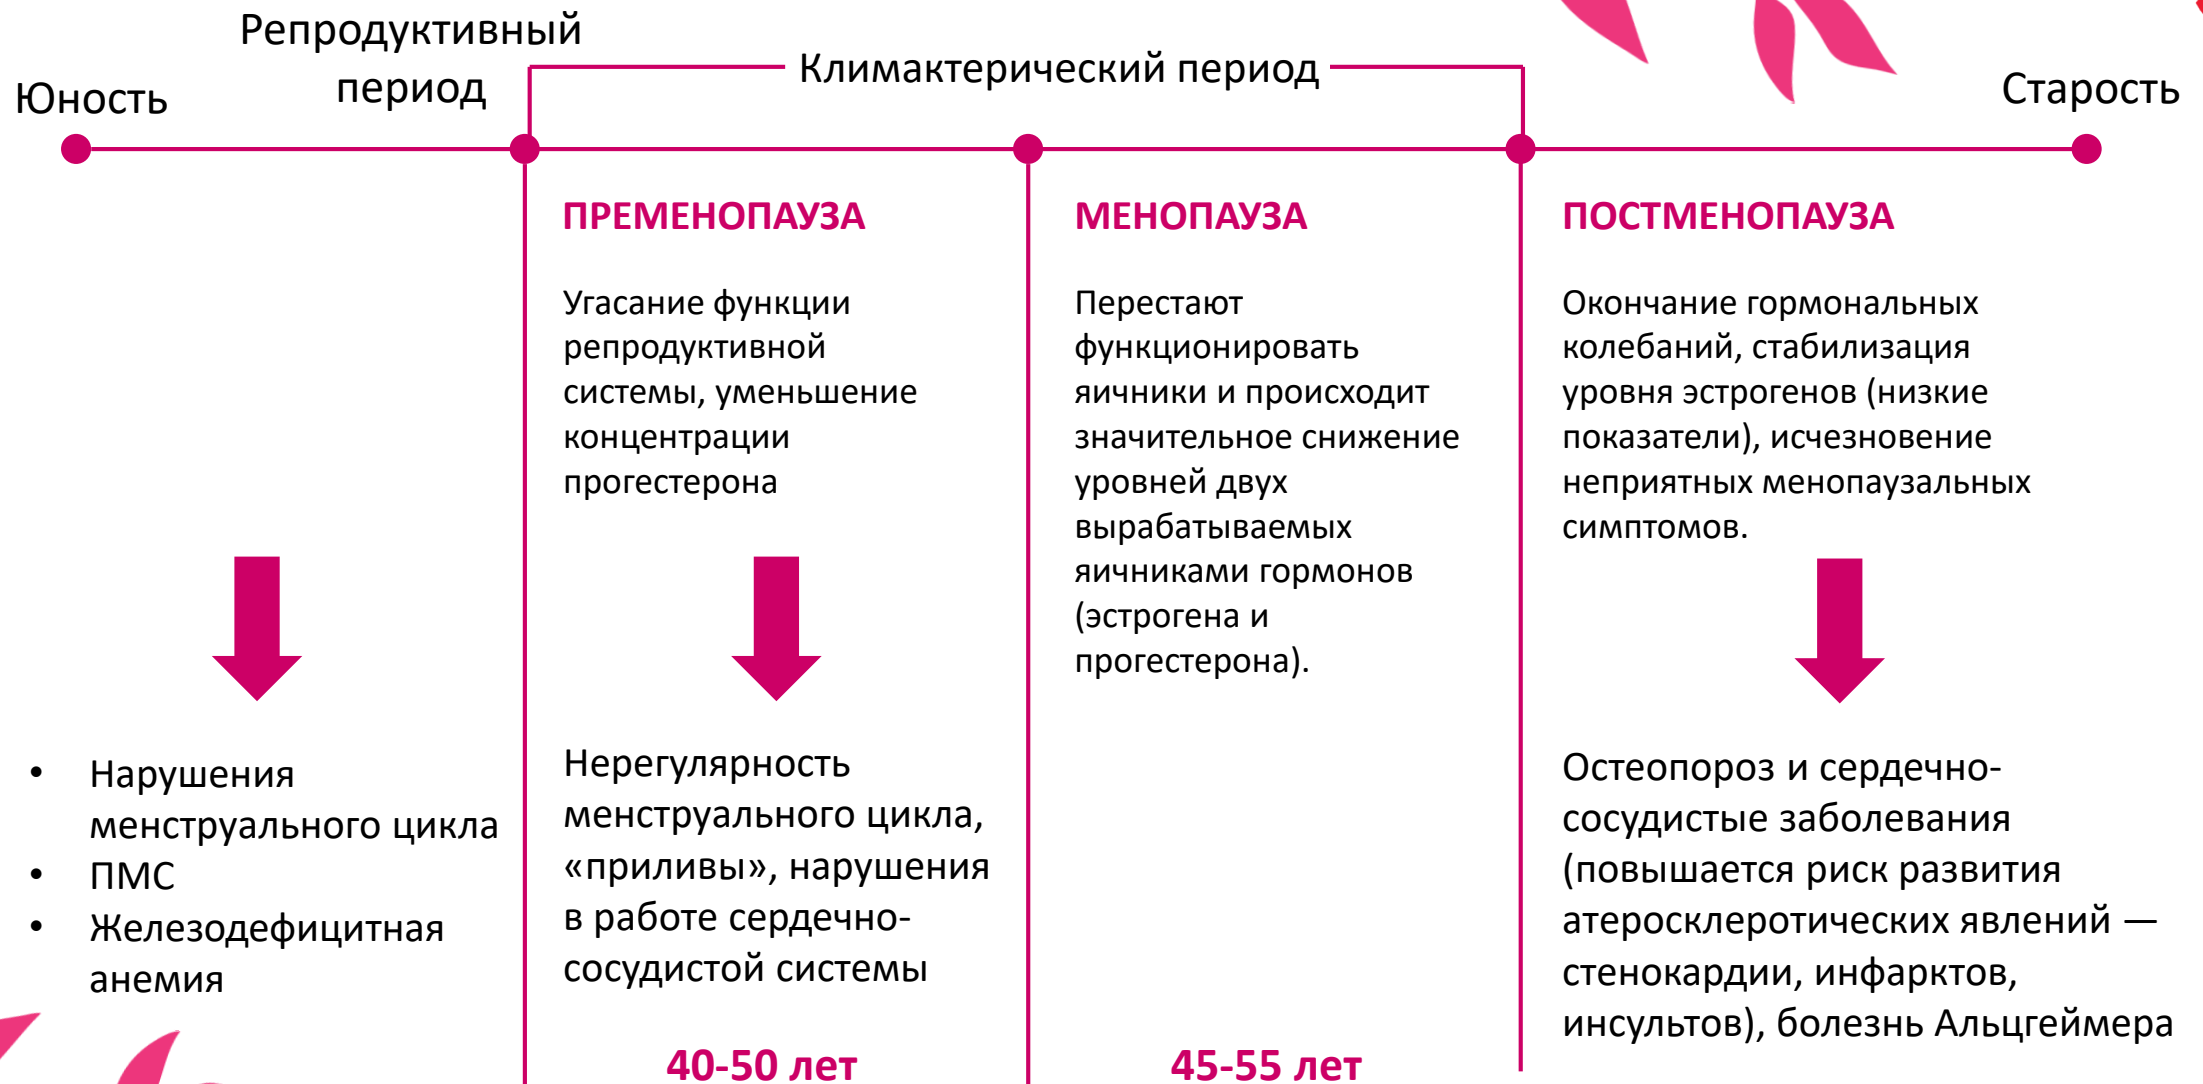 Репродуктивный
период
Климактерический период
Юность
Старость
ПРЕМЕНОПАУЗА
Угасание функции
репродуктивной
системы, уменьшение
концентрации
прогестерона
МЕНОПАУЗА
Перестают
функционировать
яичники и происходит
значительное снижение
уровней двух
вырабатываемых
яичниками гормонов
(эстрогена и
прогестерона).
ПОСТМЕНОПАУЗА
Окончание гормональных
колебаний, стабилизация
уровня эстрогенов (низкие
показатели), исчезновение
неприятных менопаузальных
симптомов.
• Нарушения
менструального цикла
• ПМС
• Железодефицитная
анемия
Нерегулярность
менструального цикла,
«приливы», нарушения
в работе сердечно-
сосудистой системы
40-50 лет
45-55 лет
Остеопороз и сердечно-
сосудистые заболевания
(повышается риск развития
атеросклеротических явлений —
стенокардии, инфарктов,
инсультов), болезнь Альцгеймера